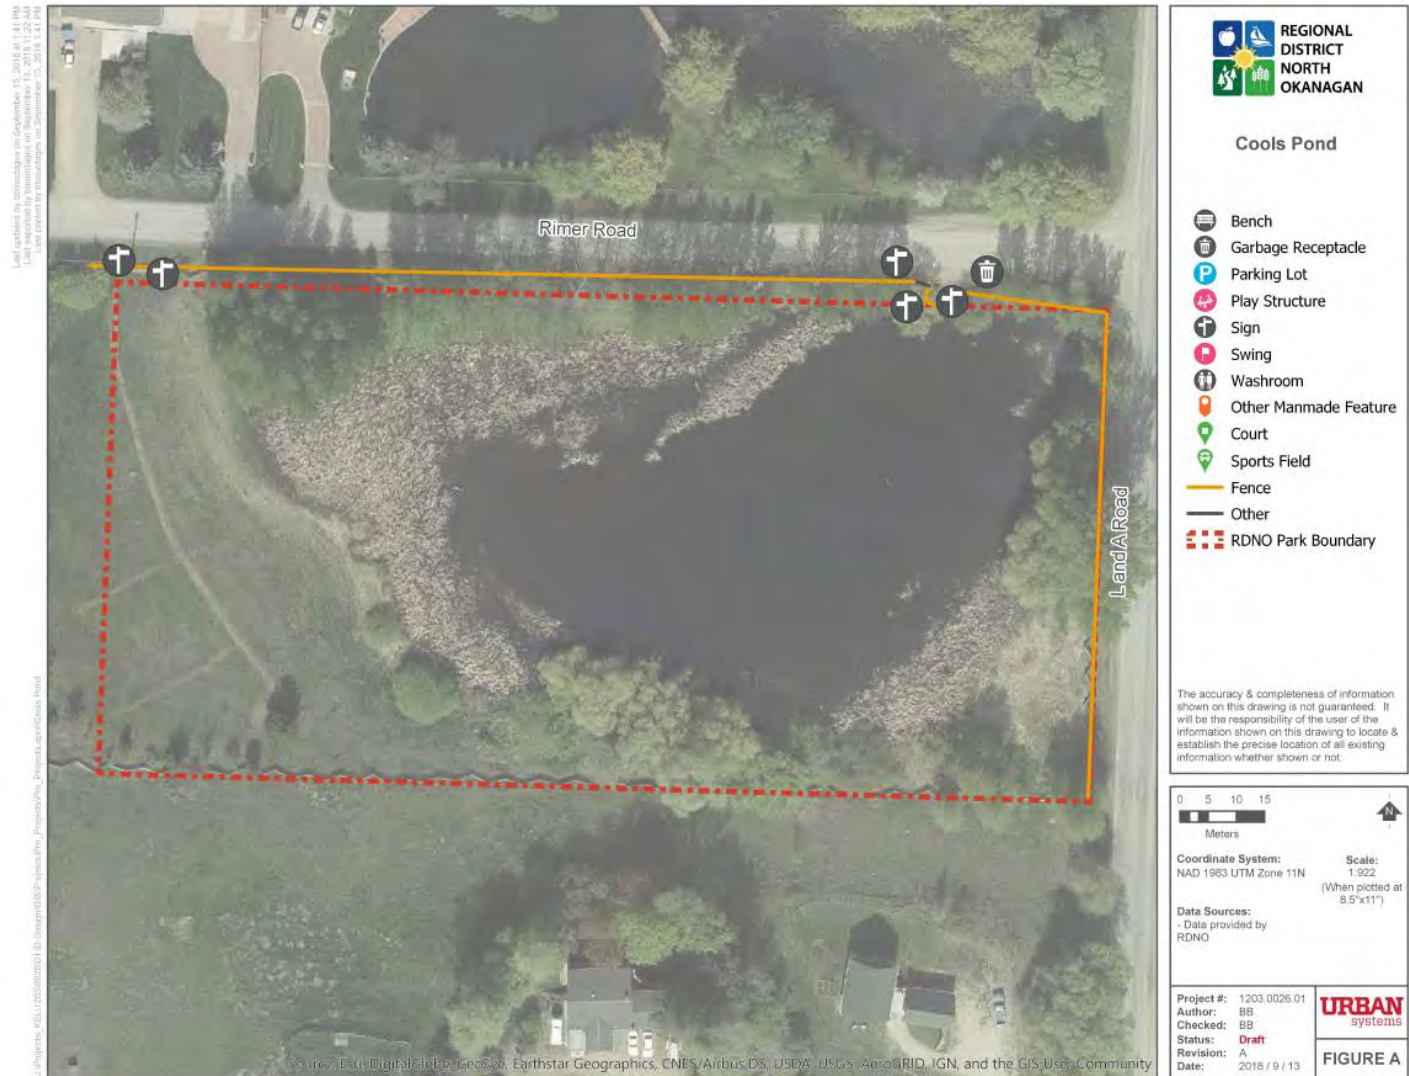 REGIONAL
DISTRICT
NORTH
OKANAGAN
Cools Pond
Bench
Garbage Receptacle
P
Parking Lot
Play Structure
Sign
Swing
Washroom
Other Manmade Feature
Court
Sports Field
Fence
Other
RDNO Park Boundary
Rimer Road
Land A Road
The accuracy & completeness of information
shown on this drawing is not guaranteed. It
will be the responsibility of the user of the
information shown on this drawing to locate &
establish the precise location of all existing
information whether shown or not.
0 5 10 15
Meters
N
Coordinate System:
NAD 1983 UTM Zone 11N
Scale:
1:922
(When plotted at
8.5"x11")
Data Sources:
- Data provided by
RDNO
Project #: 1203.0026.01
Author: BB
Checked: BB
Status: Draft
Revision: A
Date: 2018 / 9 / 13
URBAN
systems
FIGURE A
Source: Esri, DigitalGlobe, GeoEye, Earthstar Geographics, CNES/Airbus DS, USDA, USGS, AeroGRID, IGN, and the GIS User Community